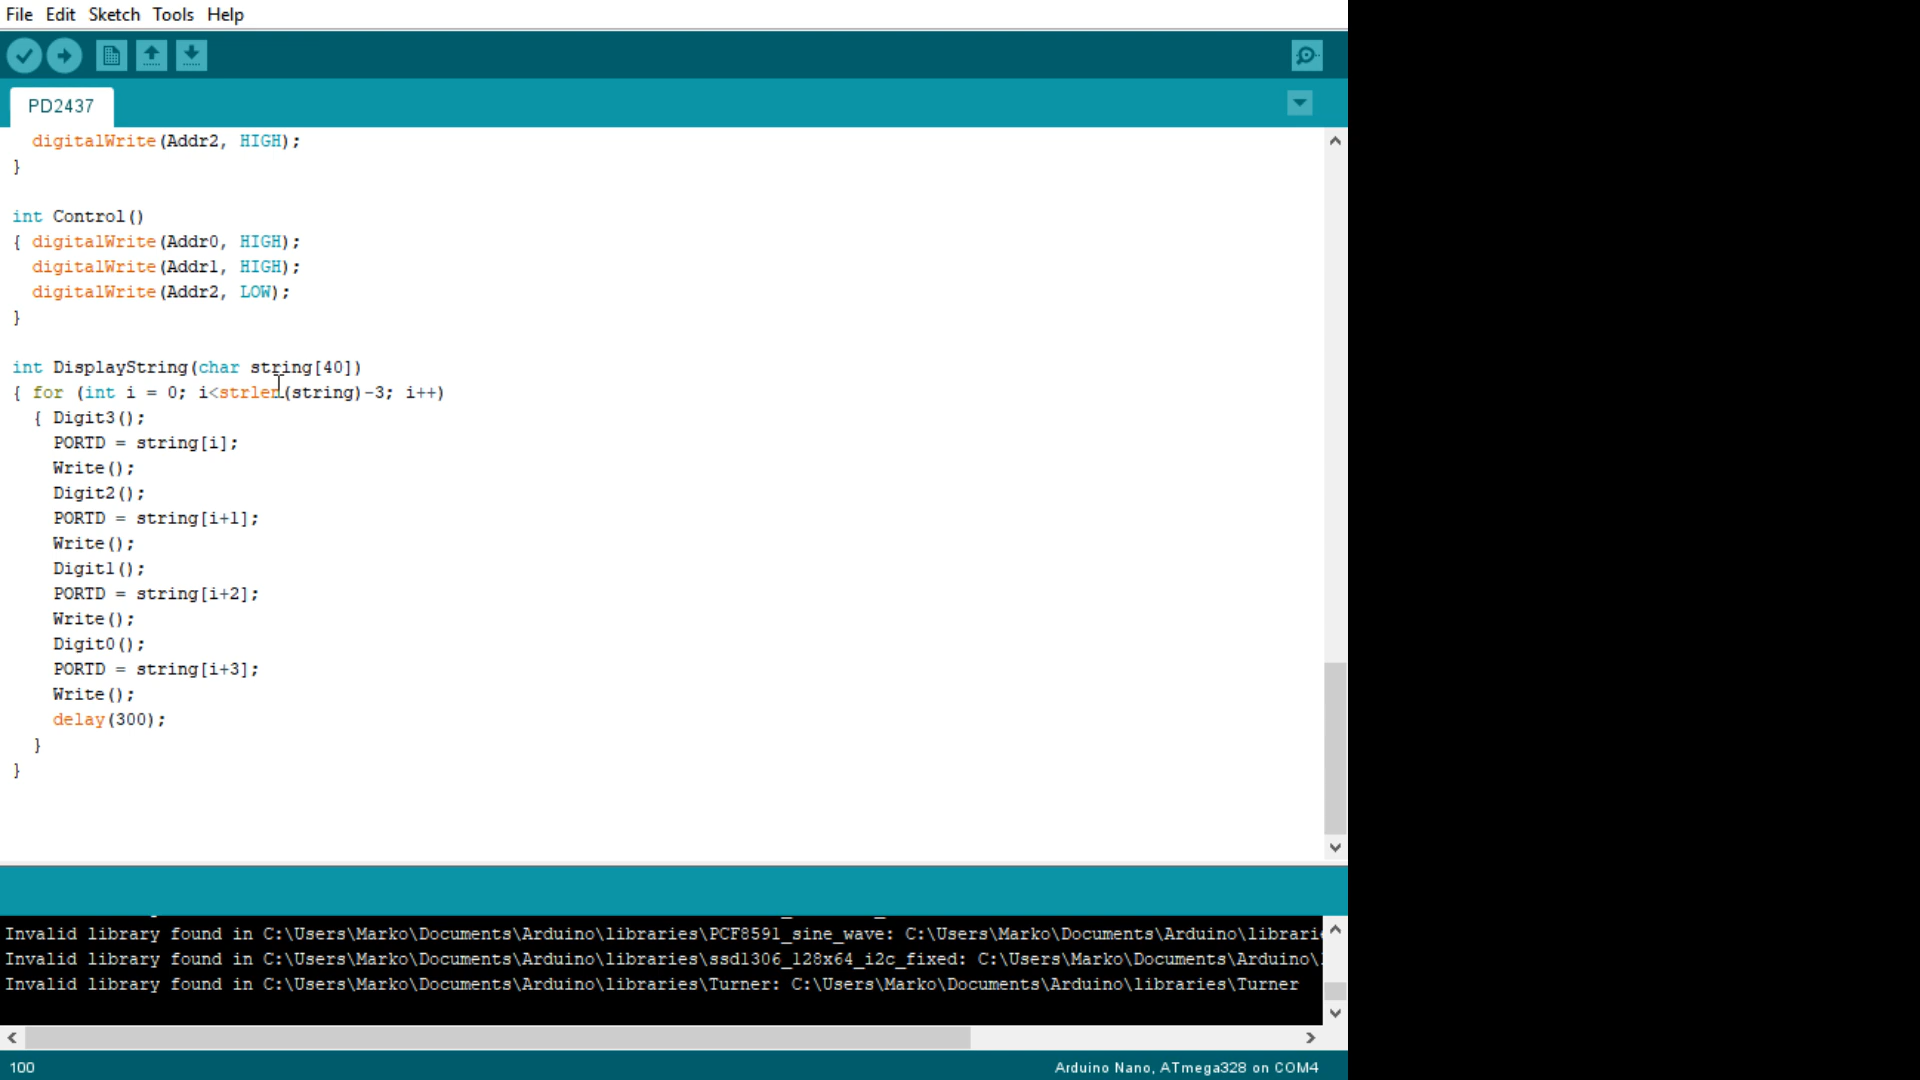 File Edit Sketch Tools Help
PD2437
digitalWrite(Addr2, HIGH);
}
int Control()
{ digitalWrite(Addr0, HIGH);
digitalWrite(Addr1, HIGH);
digitalWrite(Addr2, LOW);
}
int DisplayString(char string[40])
{ for (int i = 0; i<strlen(string)-3; i++)
{ Digit3();
PORTD = string[i];
Write();
Digit2();
PORTD = string[i+1];
Write();
Digit1();
PORTD = string[i+2];
Write();
Digit0();
PORTD = string[i+3];
Write();
delay(300);
}
}
Invalid library found in C:\Users\Marko\Documents\Arduino\libraries\PCF8591_sine_wave: C:\Users\Marko\Documents\Arduino\librari
Invalid library found in C:\Users\Marko\Documents\Arduino\libraries\ssd1306_128x64_i2c_fixed: C:\Users\Marko\Documents\Arduino\
Invalid library found in C:\Users\Marko\Documents\Arduino\libraries\Turner: C:\Users\Marko\Documents\Arduino\libraries\Turner
100
Arduino Nano, ATmega328 on COM4